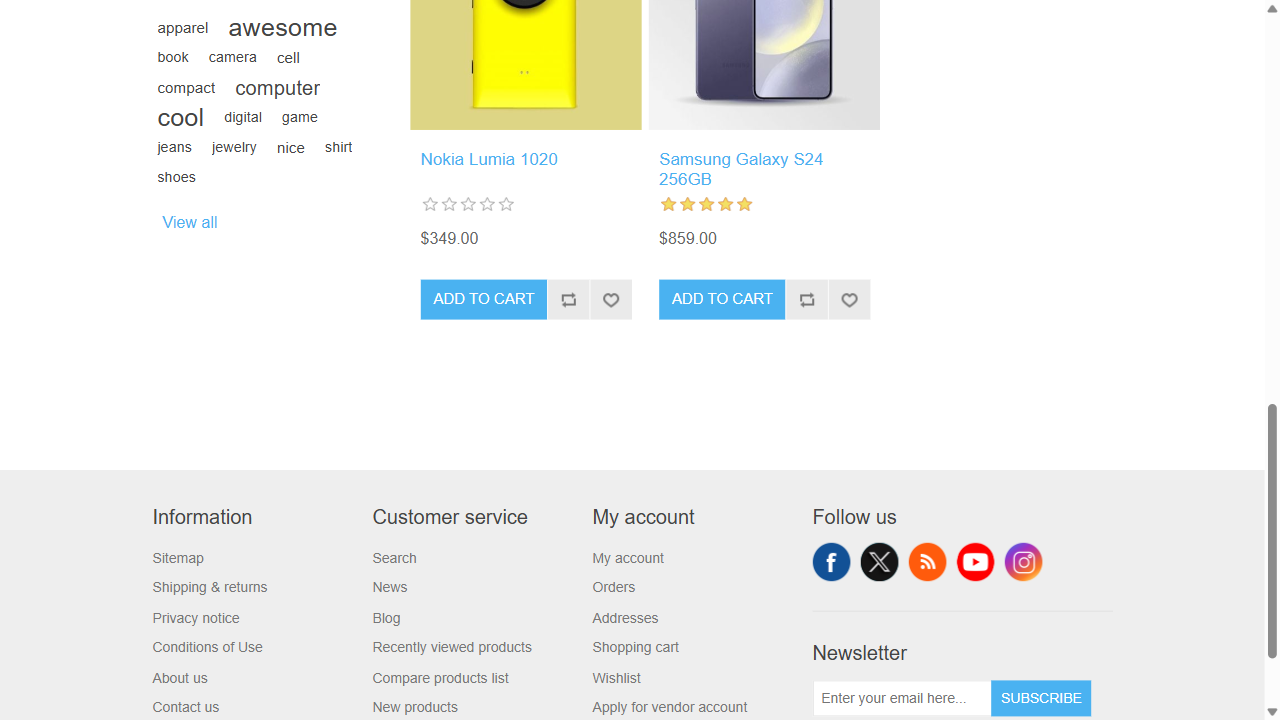 apparel awesome
book camera cell
compact computer
cool digital game
jeans jewelry nice shirt
shoes
View all
Nokia Lumia 1020
$349.00
ADD TO CART
Samsung Galaxy S24
256GB
$859.00
ADD TO CART
Information
Sitemap
Shipping & returns
Privacy notice
Conditions of Use
About us
Contact us
Customer service
Search
News
Blog
Recently viewed products
Compare products list
New products
My account
My account
Orders
Addresses
Shopping cart
Wishlist
Apply for vendor account
Follow us
Newsletter
Enter your email here...
SUBSCRIBE